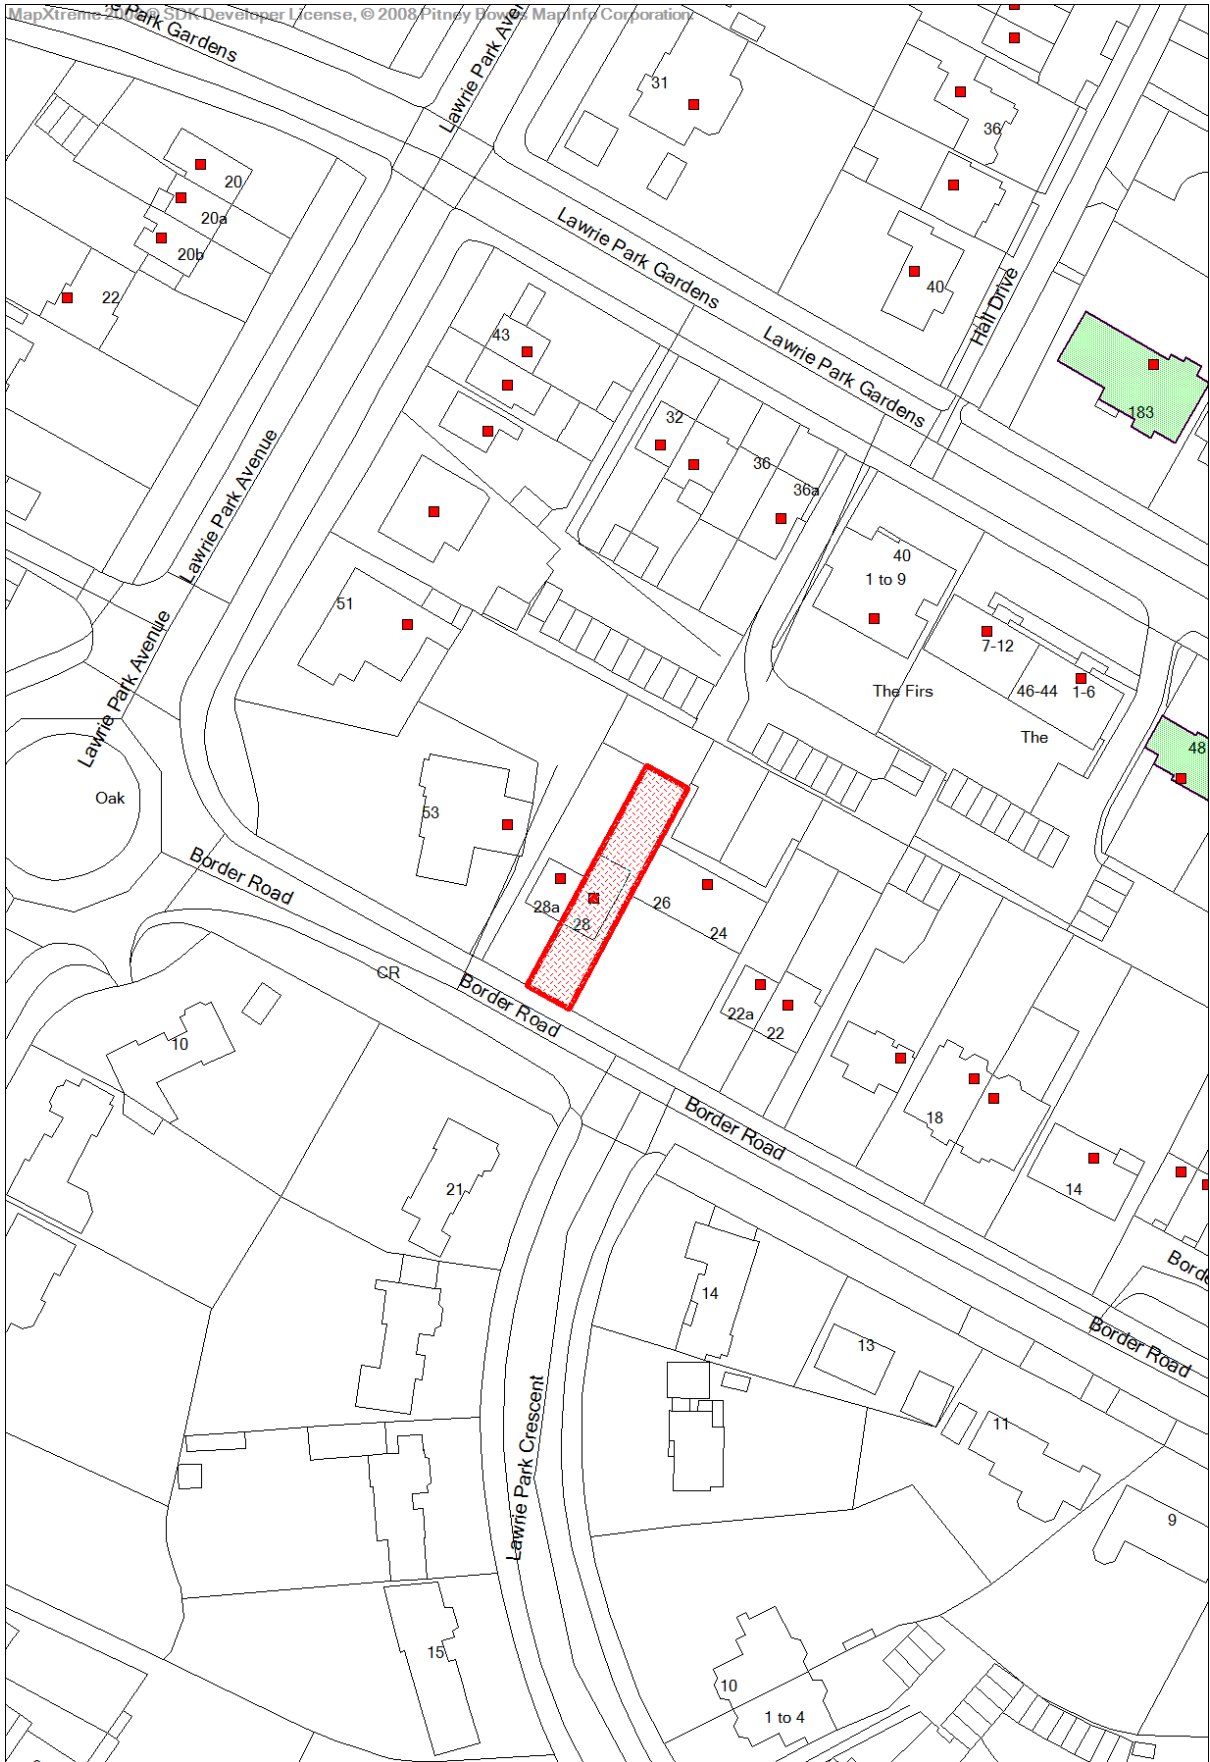 MapXtreme 2008 ® SDK Developer License, © 2008 Pitney Bowes MapInfo Corporation.
Park Gardens
Lawrie Park Aven
31
36
20
20a
20b
22
Lawrie Park Gardens
40
Hall Drive
43
Lawrie Park Gardens
183
32
36
36a
Lawrie Park Avenue
40
1 to 9
51
7-12
Lawrie Park Avenue
The Firs
46-44
1-6
The
48
Oak
53
Border Road
28a
28
26
24
CR
Border Road
22a
22
10
Border Road
18
21
14
14
Borde
13
Border Road
11
Lawrie Park Crescent
9
15
10
1 to 4